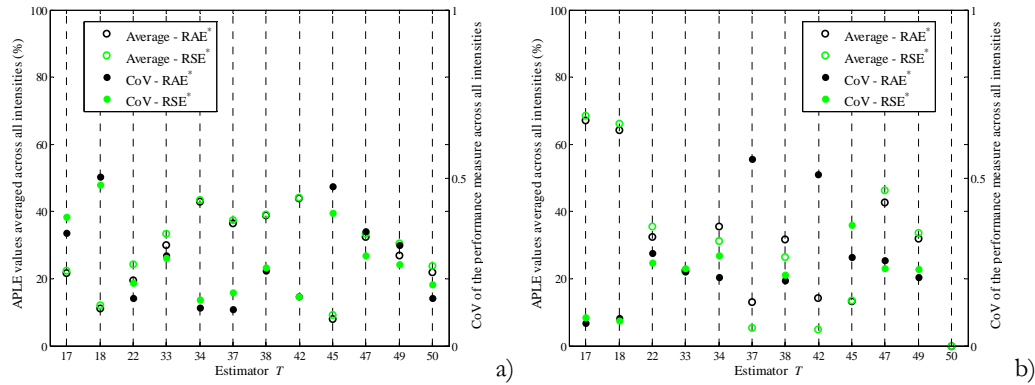 100
80
60
40
20
0
APLE values averaged across all intensities (%)
Average - RAE*
Average - RSE*
CoV - RAE*
CoV - RSE*
1
0.5
0
CoV of the performance measure across all intensities
17 18 22 33 34 37 38 42 45 47 49 50
Estimator T
a)
100
80
60
40
20
0
APLE values averaged across all intensities (%)
Average - RAE*
Average - RSE*
CoV - RAE*
CoV - RSE*
1
0.5
0
CoV of the performance measure across all intensities
17 18 22 33 34 37 38 42 45 47 49 50
Estimator T
b)